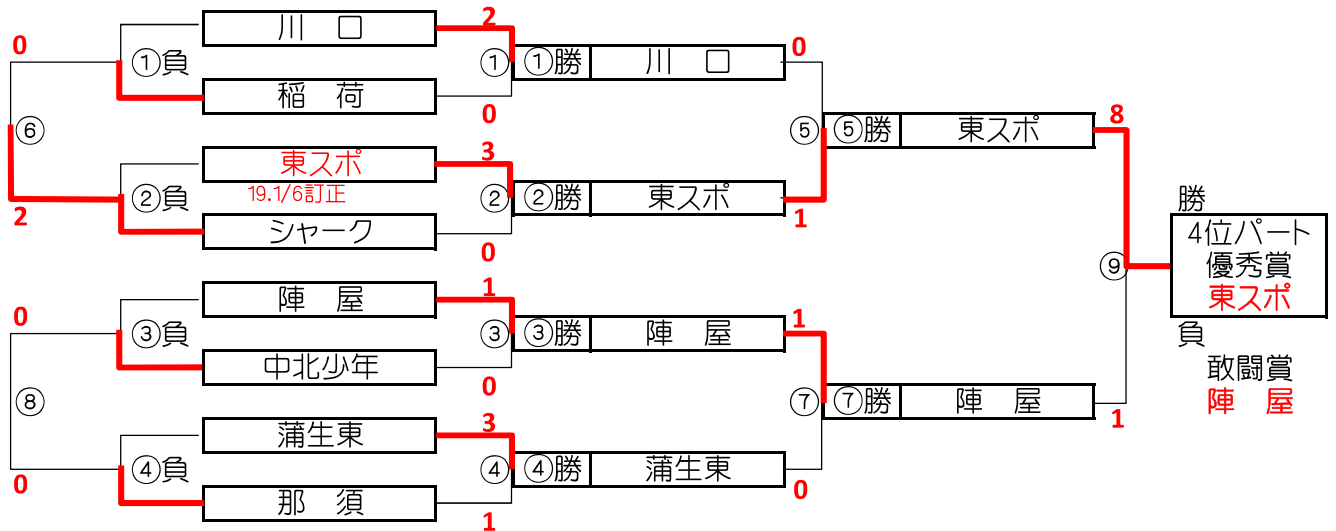 川　口
2
0
①負
①
①勝
川　口
0
稲　荷
0
⑥
⑤
⑤勝
東スポ
8
東スポ
19.1/6訂正
3
②負
②
②勝
東スポ
2
1
シャーク
0
勝
4位パート
優秀賞
東スポ
⑨
負
敢闘賞
陣　屋
陣　屋
1
0
③負
③
③勝
陣　屋
1
中北少年
0
⑧
⑦
⑦勝
陣　屋
1
蒲生東
3
④負
④
④勝
蒲生東
0
0
那　須
1